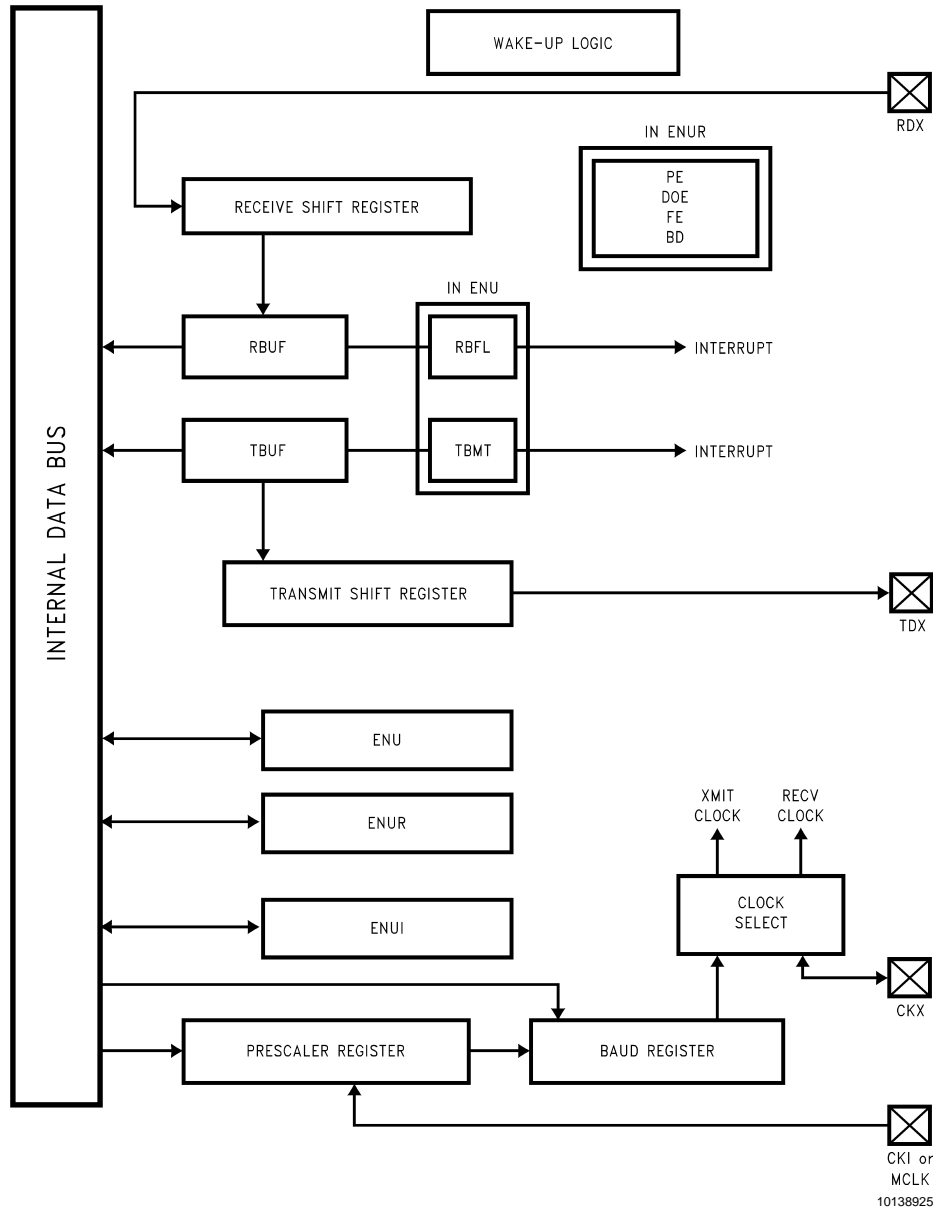 WAKE-UP LOGIC
RDX
IN ENUR
PE
DOE
FE
BD
RECEIVE SHIFT REGISTER
IN ENU
RBUF
RBFL
INTERRUPT
TBUF
TBMT
INTERRUPT
INTERNAL DATA BUS
TRANSMIT SHIFT REGISTER
TDX
ENU
XMIT
CLOCK
RECV
CLOCK
ENUR
CLOCK
SELECT
ENUI
CKX
PRESCALER REGISTER
BAUD REGISTER
CKI or
MCLK
10138925